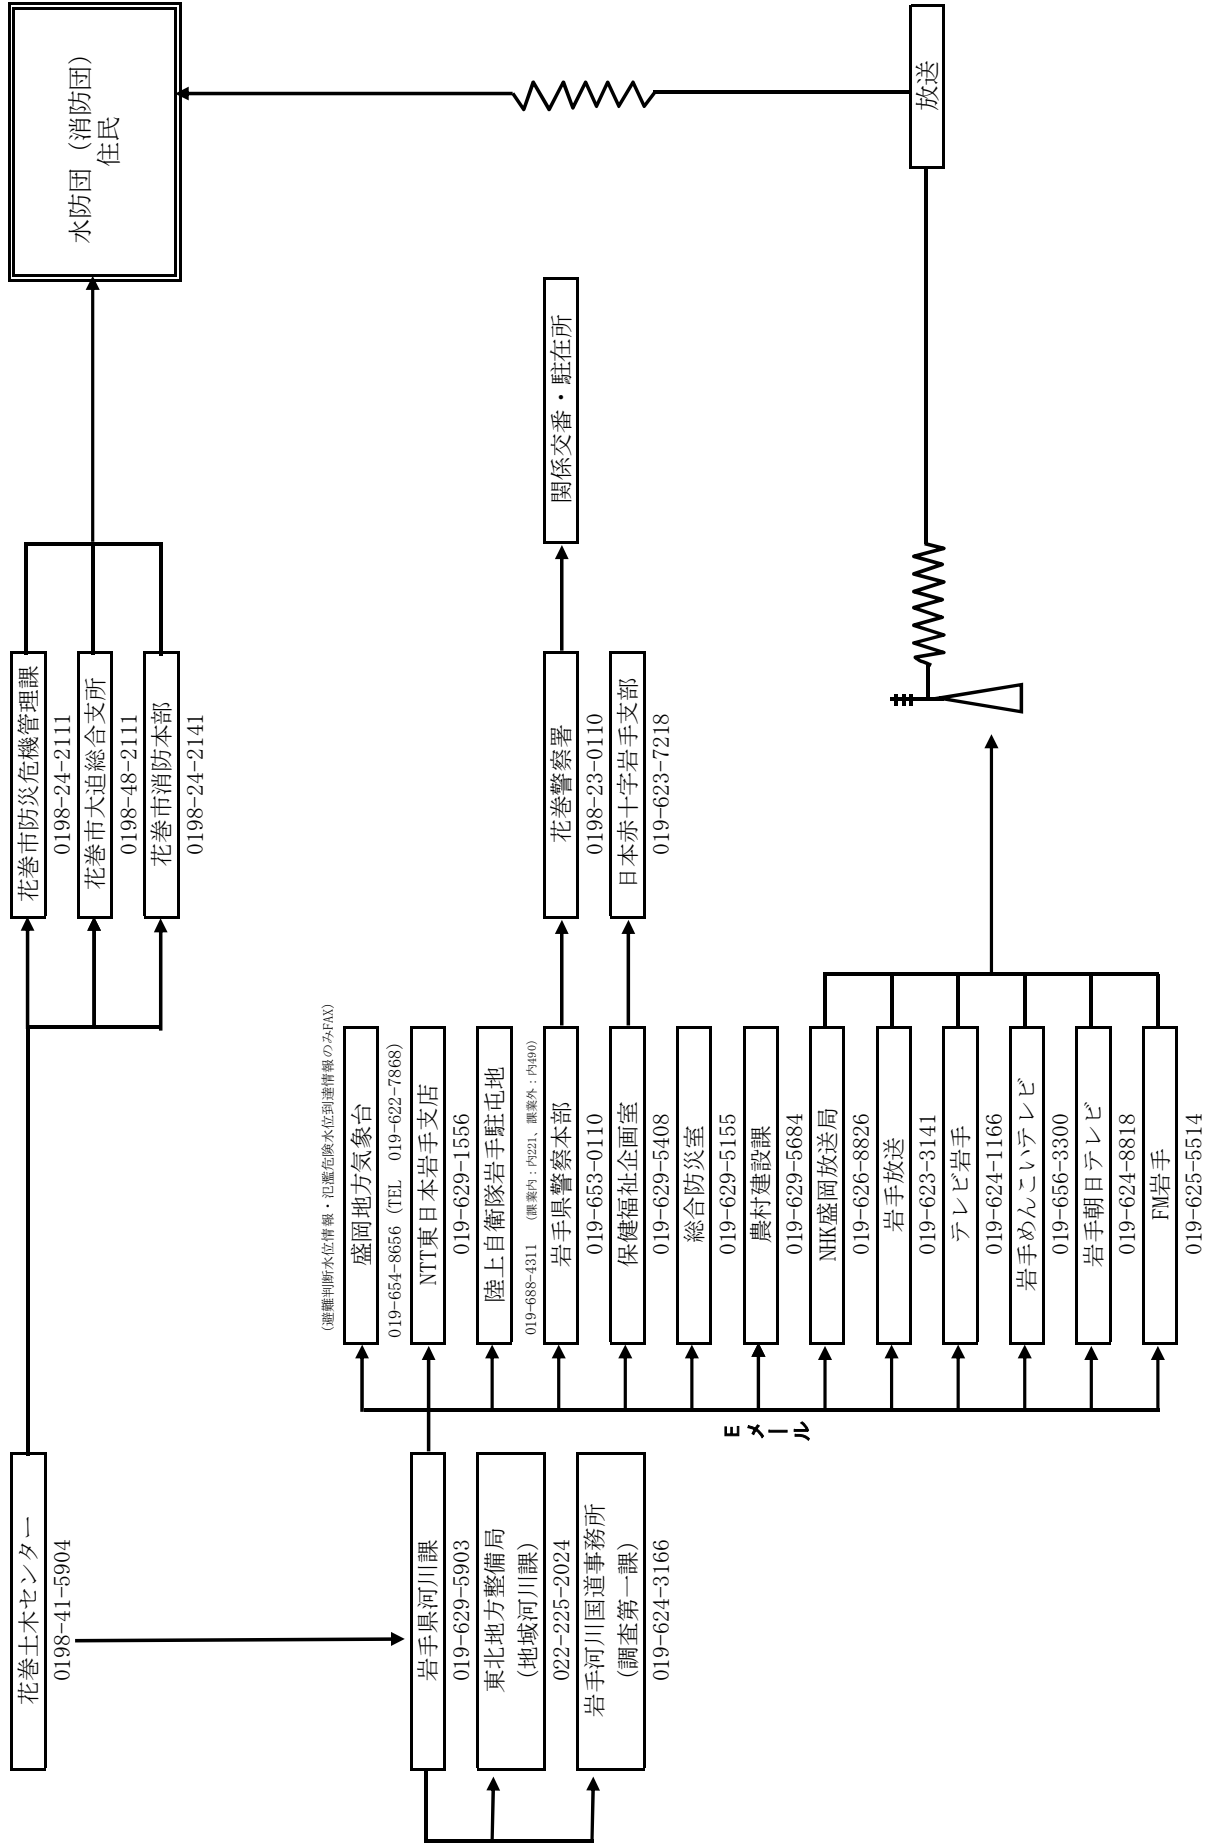 花巻土木センター
0198-41-5904
岩手県河川課
019-629-5903
東北地方整備局
(地域河川課)
022-225-2024
岩手河川国道事務所
(調査第一課)
019-624-3166
Eメール
(避難判断水位情報・氾濫危険水位到達情報のみFAX)
盛岡地方気象台
019-654-8656 (TEL 019-622-7868)
NTT東日本岩手支店
019-629-1556
陸上自衛隊岩手駐屯地
019-688-4311 (課業内:内221、課業外:内490)
岩手県警察本部
019-653-0110
保健福祉企画室
019-629-5408
総合防災室
019-629-5155
農村建設課
019-629-5684
NHK盛岡放送局
019-626-8826
岩手放送
019-623-3141
テレビ岩手
019-624-1166
岩手めんこいテレビ
019-656-3300
岩手朝日テレビ
019-624-8818
FM岩手
019-625-5514
花巻市防災危機管理課
0198-24-2111
花巻市大迫総合支所
0198-48-2111
花巻市消防本部
0198-24-2141
花巻警察署
0198-23-0110
日本赤十字岩手支部
019-623-7218
関係交番・駐在所
水防団(消防団)
住民
放送